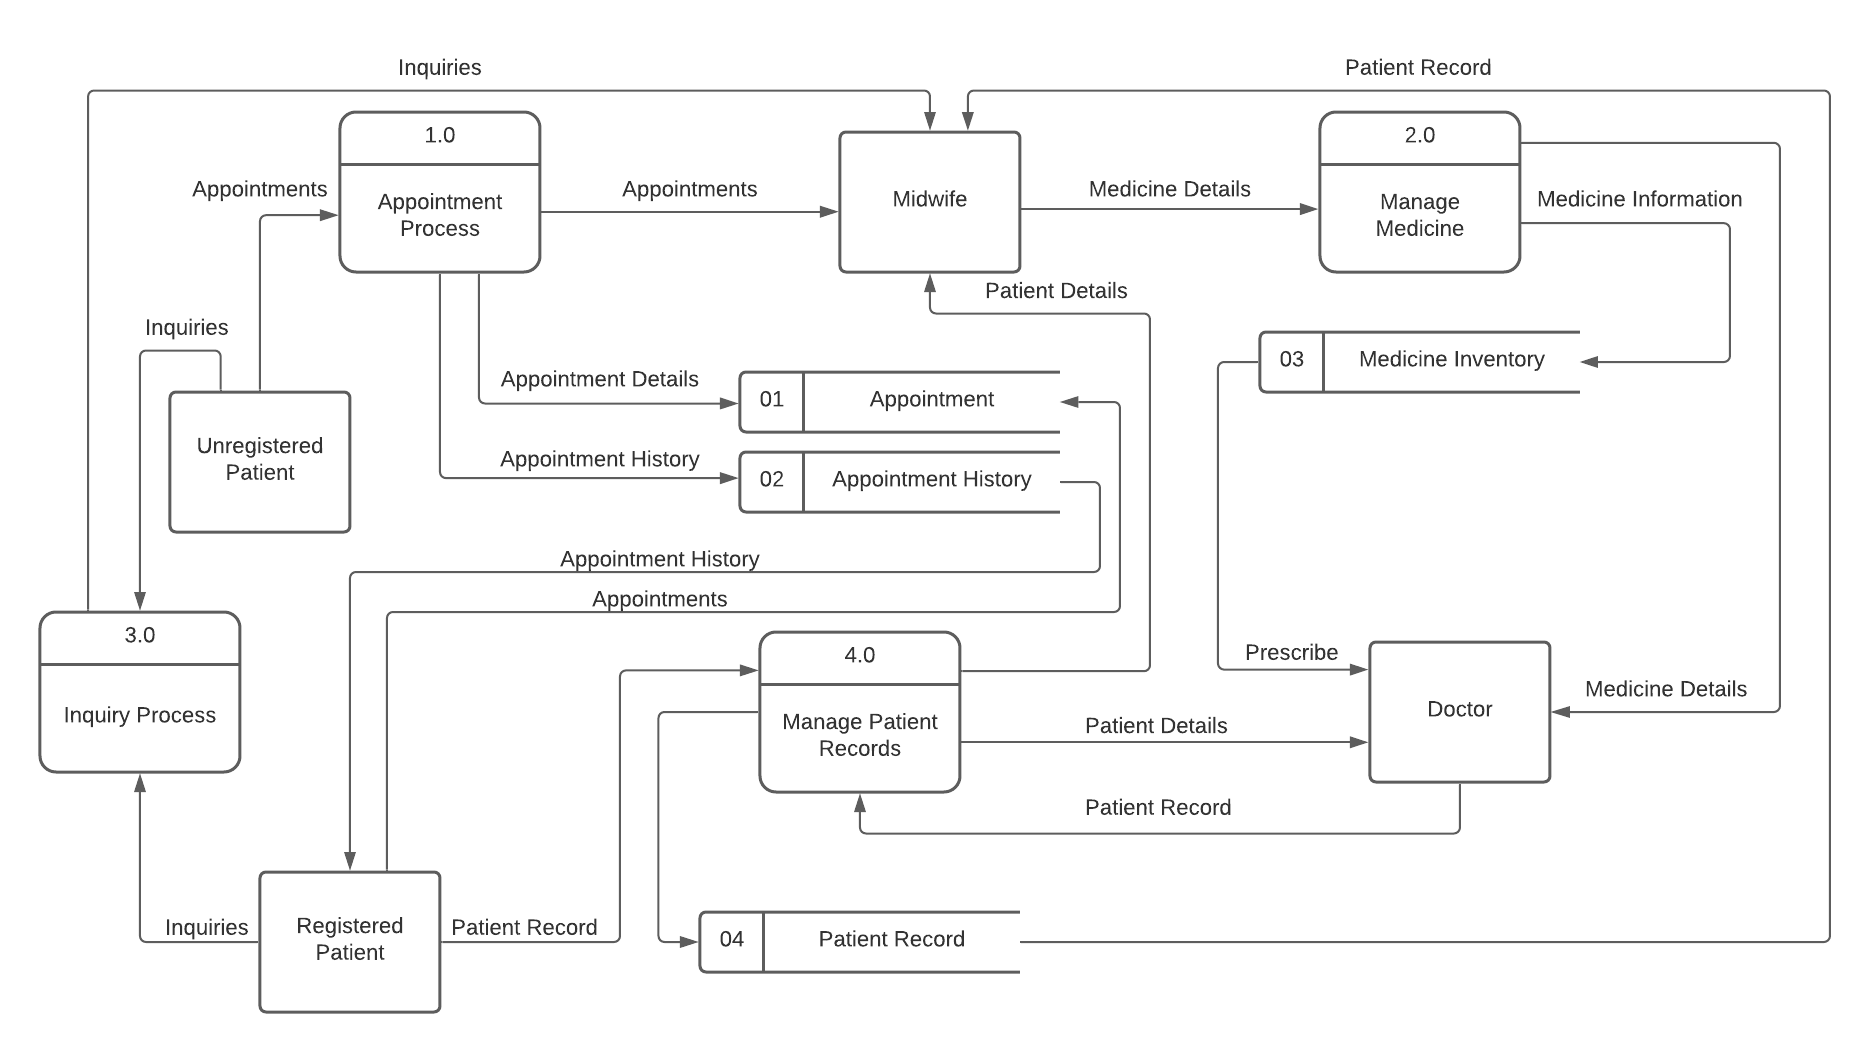 Inquiries
Patient Record
1.0
2.0
Appointments
Appointments
Midwife
Medicine Details
Medicine Information
Appointment
Process
Manage
Medicine
Patient Details
Inquiries
03
Medicine Inventory
Appointment Details
01
Appointment
Unregistered
Patient
Appointment History
02
Appointment History
Appointment History
Appointments
3.0
4.0
Prescribe
Inquiry Process
Manage Patient
Records
Patient Details
Doctor
Medicine Details
Patient Record
Inquiries
Registered
Patient
Patient Record
04
Patient Record